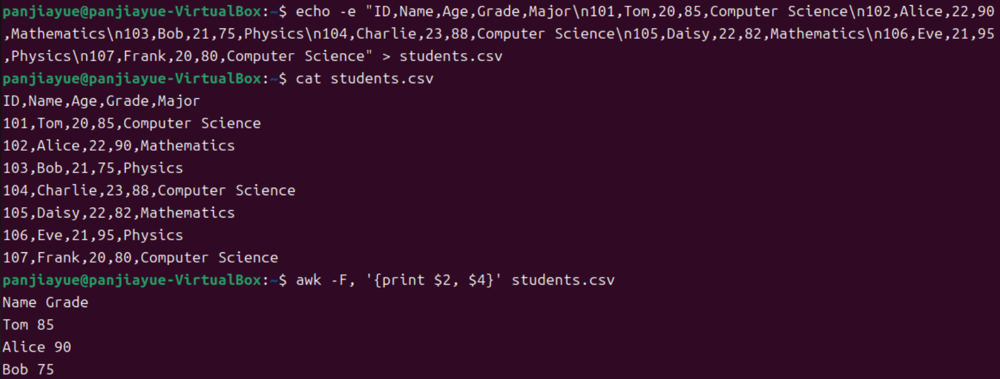 panjiayue@panjiayue-VirtualBox:~$ echo -e "ID,Name,Age,Grade,Major\n101,Tom,20,85,Computer Science\n102,Alice,22,90
,Mathematics\n103,Bob,21,75,Physics\n104,Charlie,23,88,Computer Science\n105,Daisy,22,82,Mathematics\n106,Eve,21,95
,Physics\n107,Frank,20,80,Computer Science" > students.csv
panjiayue@panjiayue-VirtualBox:~$ cat students.csv
ID,Name,Age,Grade,Major
101,Tom,20,85,Computer Science
102,Alice,22,90,Mathematics
103,Bob,21,75,Physics
104,Charlie,23,88,Computer Science
105,Daisy,22,82,Mathematics
106,Eve,21,95,Physics
107,Frank,20,80,Computer Science
panjiayue@panjiayue-VirtualBox:~$ awk -F, '{print $2, $4}' students.csv
Name Grade
Tom 85
Alice 90
Bob 75